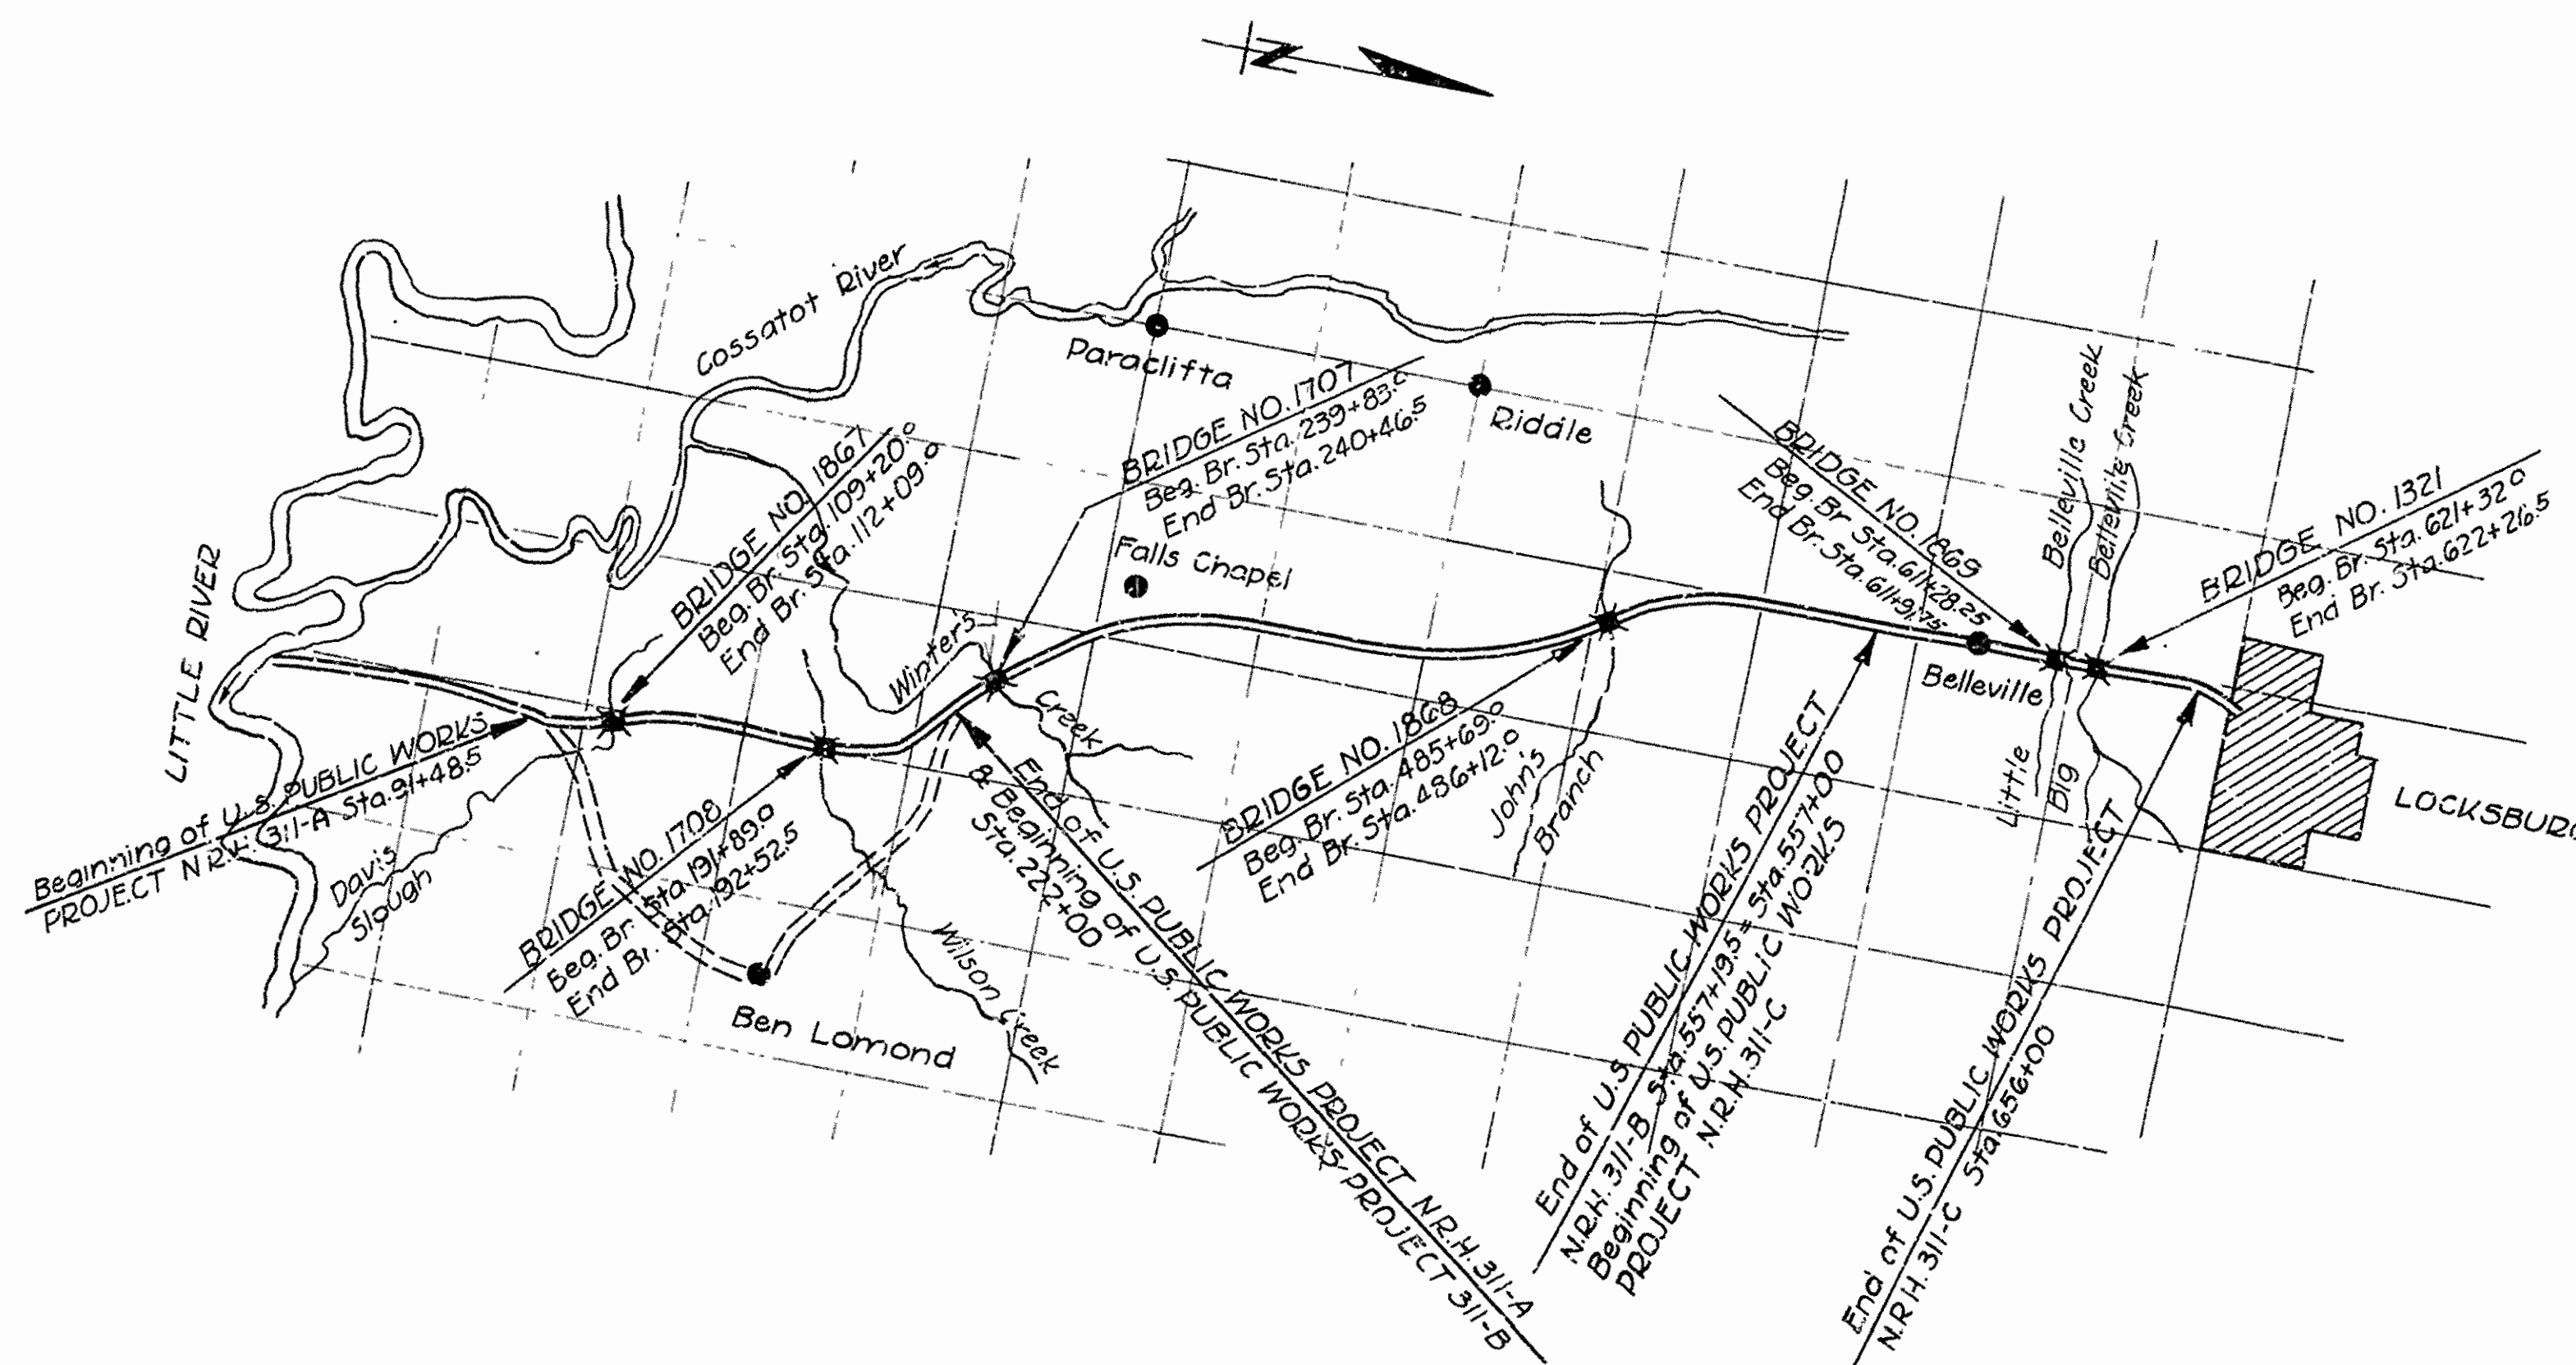 N
Cossatot River
Paraclifta
Riddle
BRIDGE NO. 1867
Beg. Br. Sta. 109+20.0
End Br. Sta. 112+09.0
BRIDGE NO. 1707
Beg. Br. Sta. 239+83.0
End Br. Sta. 240+46.5
Falls Chapel
BRIDGE NO. 1869
Beg. Br. Sta. 611+28.25
End Br. Sta. 611+91.75
Belleville Creek
Belleville Creek
BRIDGE NO. 1321
Beg. Br. Sta. 621+32.0
End Br. Sta. 622+26.5
LITTLE RIVER
Winters
Creek
Belleville
Little
Big
LOCKSBURG
Beginning of U.S. PUBLIC WORKS
PROJECT N.R.H. 311-A Sta. 91+48.5
Davis
Slough
BRIDGE NO. 1708
Beg. Br. Sta. 191+89.0
End Br. Sta. 192+52.5
Ben Lomond
Wilson Creek
BRIDGE NO. 1868
Beg. Br. Sta. 485+69.0
End Br. Sta. 486+12.0
John's
Branch
End of U.S. PUBLIC WORKS PROJECT N.R.H. 311-A
& Beginning of U.S. PUBLIC WORKS PROJECT 311-B
Sta. 222+00
End of U.S. PUBLIC WORKS PROJECT
N.R.H. 311-B Sta. 557+19.5 = Sta. 557+00
Beginning of U.S. PUBLIC WORKS
PROJECT N.R.H. 311-C
End of U.S. PUBLIC WORKS PROJECT
N.R.H. 311-C Sta. 656+00